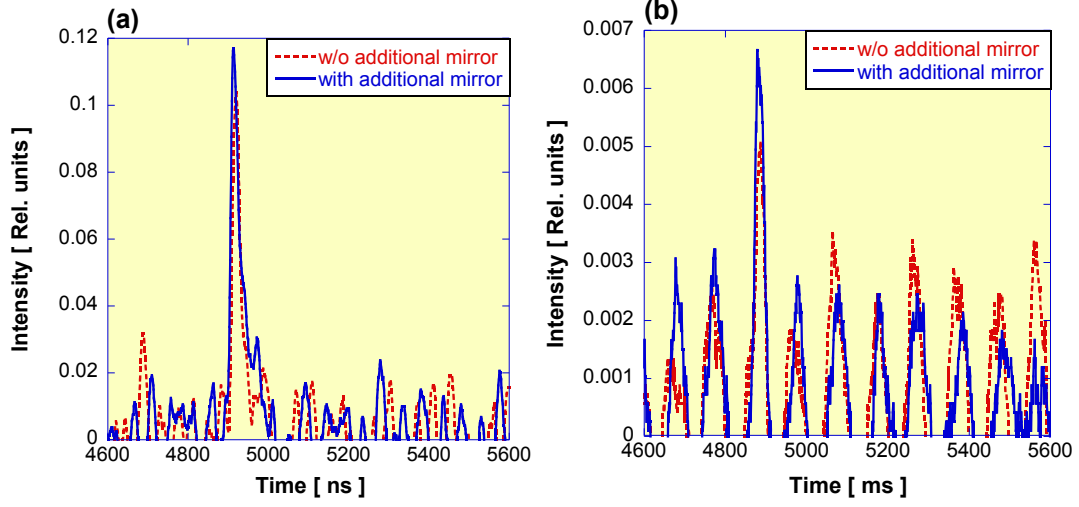 (a)
0.12
0.1
0.08
0.06
0.04
0.02
0
Intensity [ Rel. units ]
w/o additional mirror
with additional mirror
4600 4800 5000 5200 5400 5600
Time [ ns ]
(b)
0.007
0.006
0.005
0.004
0.003
0.002
0.001
0
Intensity [ Rel. units ]
w/o additional mirror
with additional mirror
4600 4800 5000 5200 5400 5600
Time [ ms ]